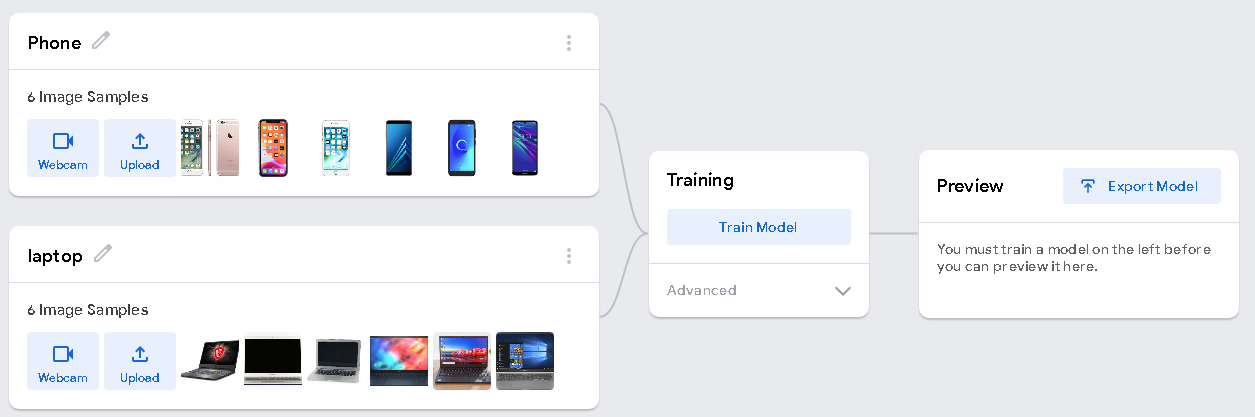 Phone
6 Image Samples
Webcam
Upload
laptop
6 Image Samples
Webcam
Upload
Training
Train Model
Advanced
Preview
Export Model
You must train a model on the left before
you can preview it here.